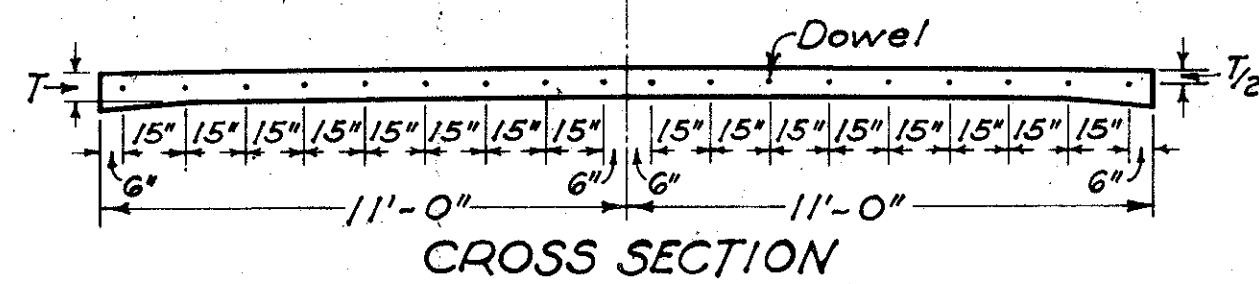 Dowel
T T/2
15" 15" 15" 15" 15" 15" 15" 15" 15" 15" 15" 15" 15" 15" 15" 15"
6" 6" 6" 6"
11'-0" 11'-0"
CROSS SECTION